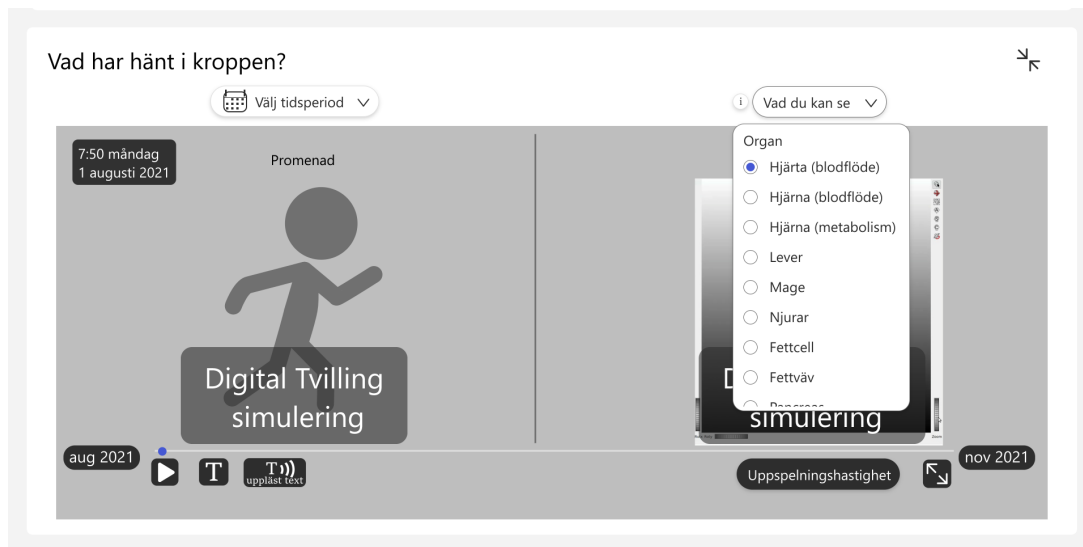 Vad har hänt i kroppen?
Välj tidsperiod
i
Vad du kan se
7:50 måndag
1 augusti 2021
Promenad
Organ
Hjärta (blodflöde)
Hjärna (blodflöde)
Hjärna (metabolism)
Lever
Mage
Njurar
Fettcell
Fettväv
Pancreas
Digital Tvilling
simulering
D
simulering
Zoom
aug 2021
nov 2021
T
T
uppläst text
Uppspelningshastighet